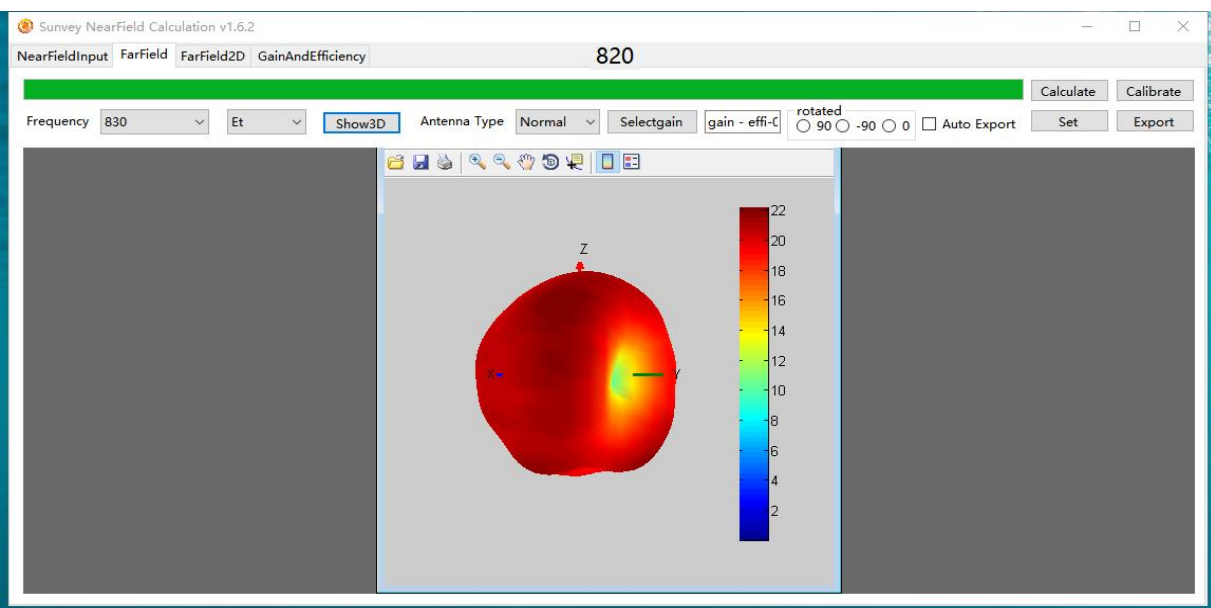 Sunvey NearField Calculation v1.6.2
NearFieldInput FarField FarField2D GainAndEfficiency 820
Calculate Calibrate
Frequency 830 Et Show3D Antenna Type Normal Selectgain gain - effi-C rotated 90 -90 0 Auto Export Set Export
22
20
Z
18
16
14
12
X Y
10
8
6
4
2